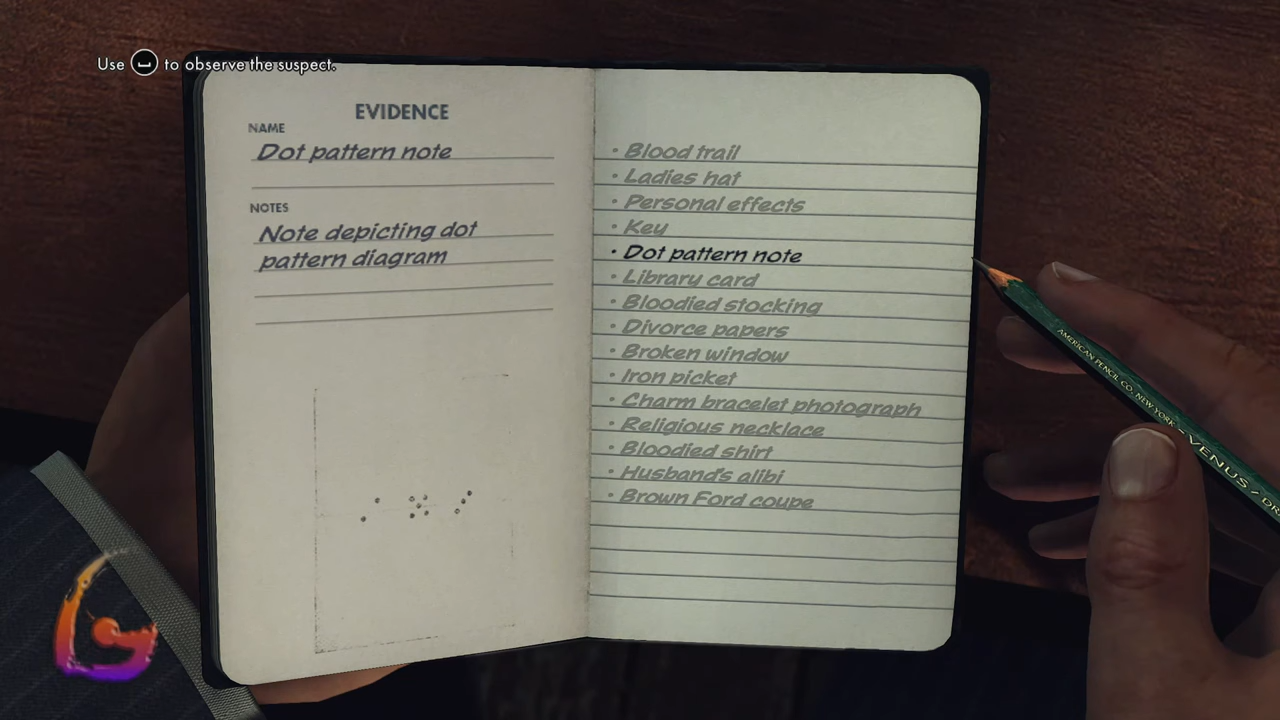 Use to observe the suspect.
EVIDENCE
NAME
Dot pattern note
NOTES
Note depicting dot
pattern diagram
• Blood trail
• Ladies hat
• Personal effects
• Key
• Dot pattern note
• Library card
• Bloodied stocking
• Divorce papers
• Broken window
• Iron picket
• Charm bracelet photograph
• Religious necklace
• Bloodied shirt
• Husband's alibi
• Brown Ford coupe
AMERICAN PENCIL CO. NEW YORK - VENUS / DR